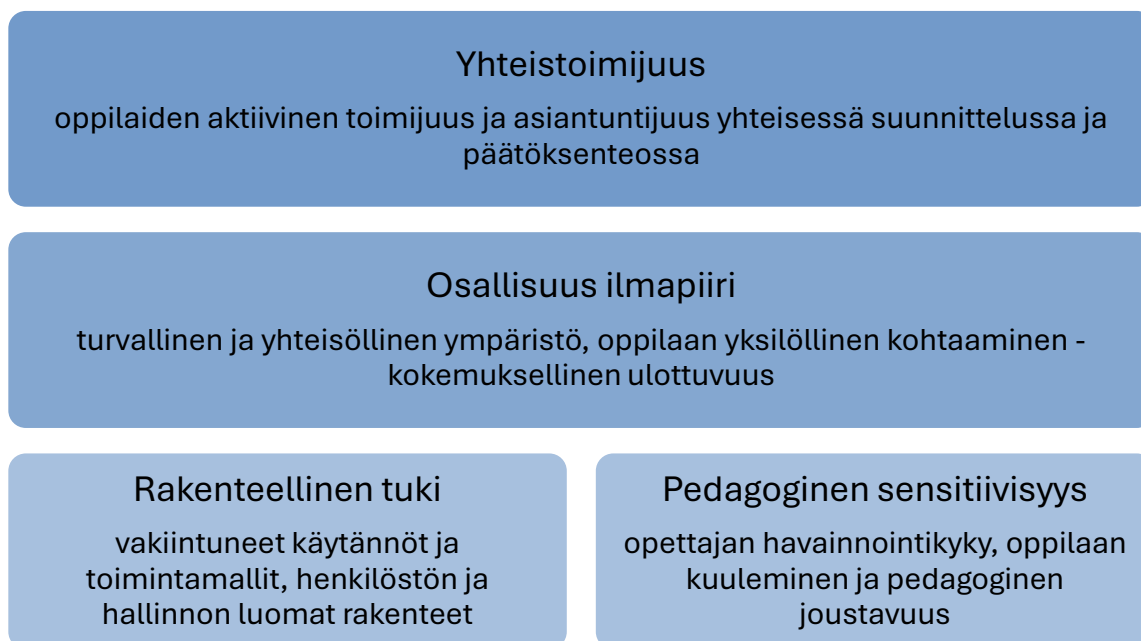 Yhteistoimijuus
oppilaiden aktiivinen toimijuus ja asiantuntijuus yhteisessä suunnittelussa ja
päätöksenteossa
Osallisuus ilmapiiri
turvallinen ja yhteisöllinen ympäristö, oppilaan yksilöllinen kohtaaminen -
kokemuksellinen ulottuvuus
Rakenteellinen tuki
vakiintuneet käytännöt ja
toimintamallit, henkilöstön ja
hallinnon luomat rakenteet
Pedagoginen sensitiivisyys
opettajan havainnointikyky, oppilaan
kuuleminen ja pedagoginen
joustavuus